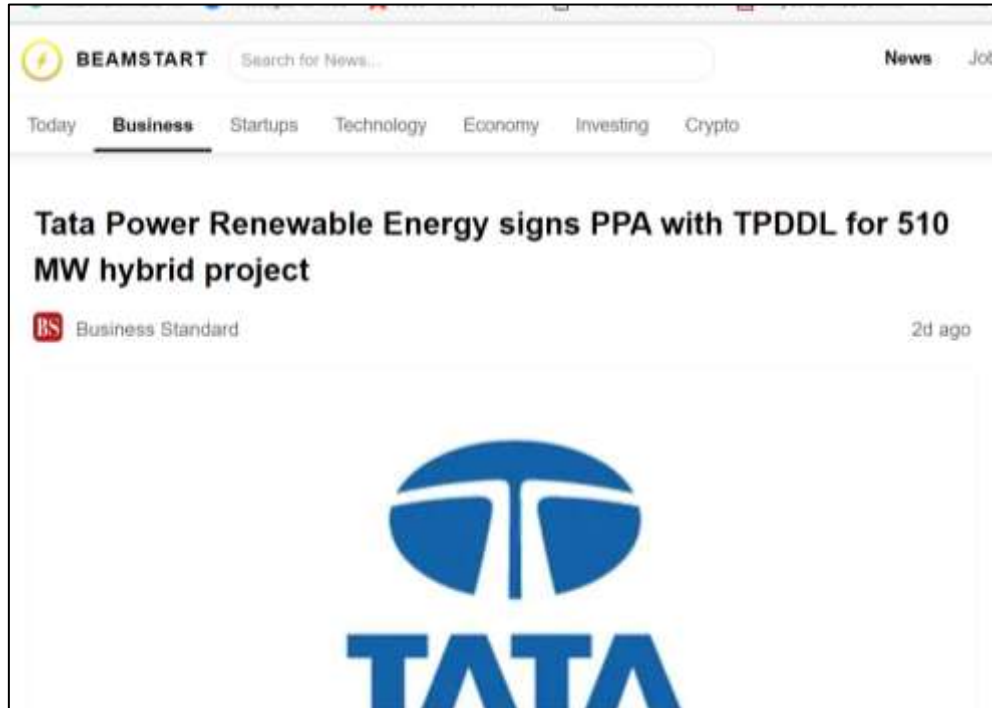 BEAMSTART
Search for News...
News
Job
Today Business Startups Technology Economy Investing Crypto
Tata Power Renewable Energy signs PPA with TPDDL for 510
MW hybrid project
BS Business Standard 2d ago
TATA